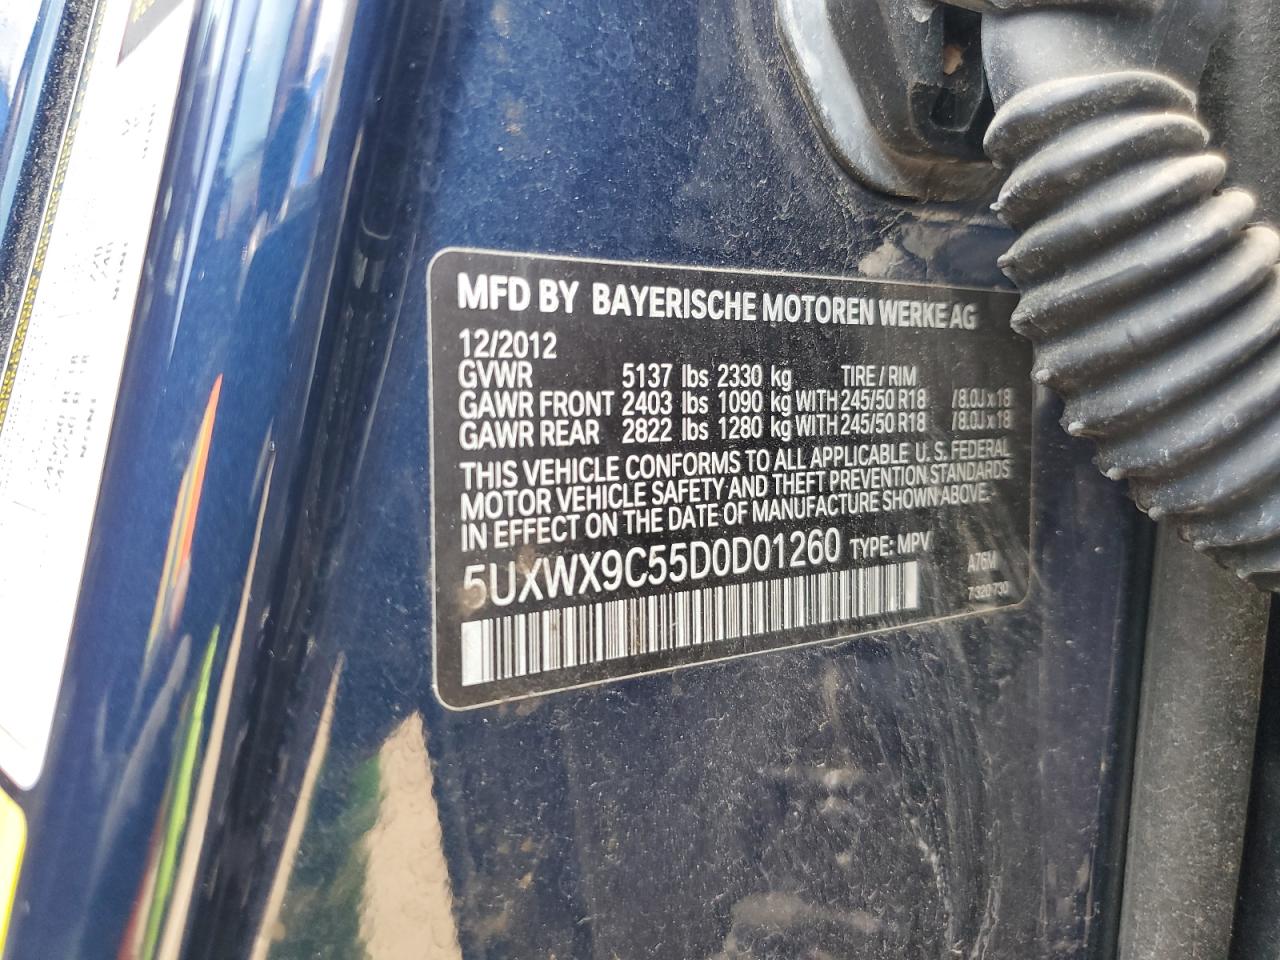 MFD BY BAYERISCHE MOTOREN WERKE AG
12/2012
GVWR 5137 lbs 2330 kg TIRE / RIM
GAWR FRONT 2403 lbs 1090 kg WITH 245/50 R18 / 8.0J x 18
GAWR REAR 2822 lbs 1280 kg WITH 245/50 R18 / 8.0J x 18
THIS VEHICLE CONFORMS TO ALL APPLICABLE U. S. FEDERAL
MOTOR VEHICLE SAFETY AND THEFT PREVENTION STANDARDS
IN EFFECT ON THE DATE OF MANUFACTURE SHOWN ABOVE.
5UXWX9C55D0D01260 TYPE: MPV
A76M
7320730